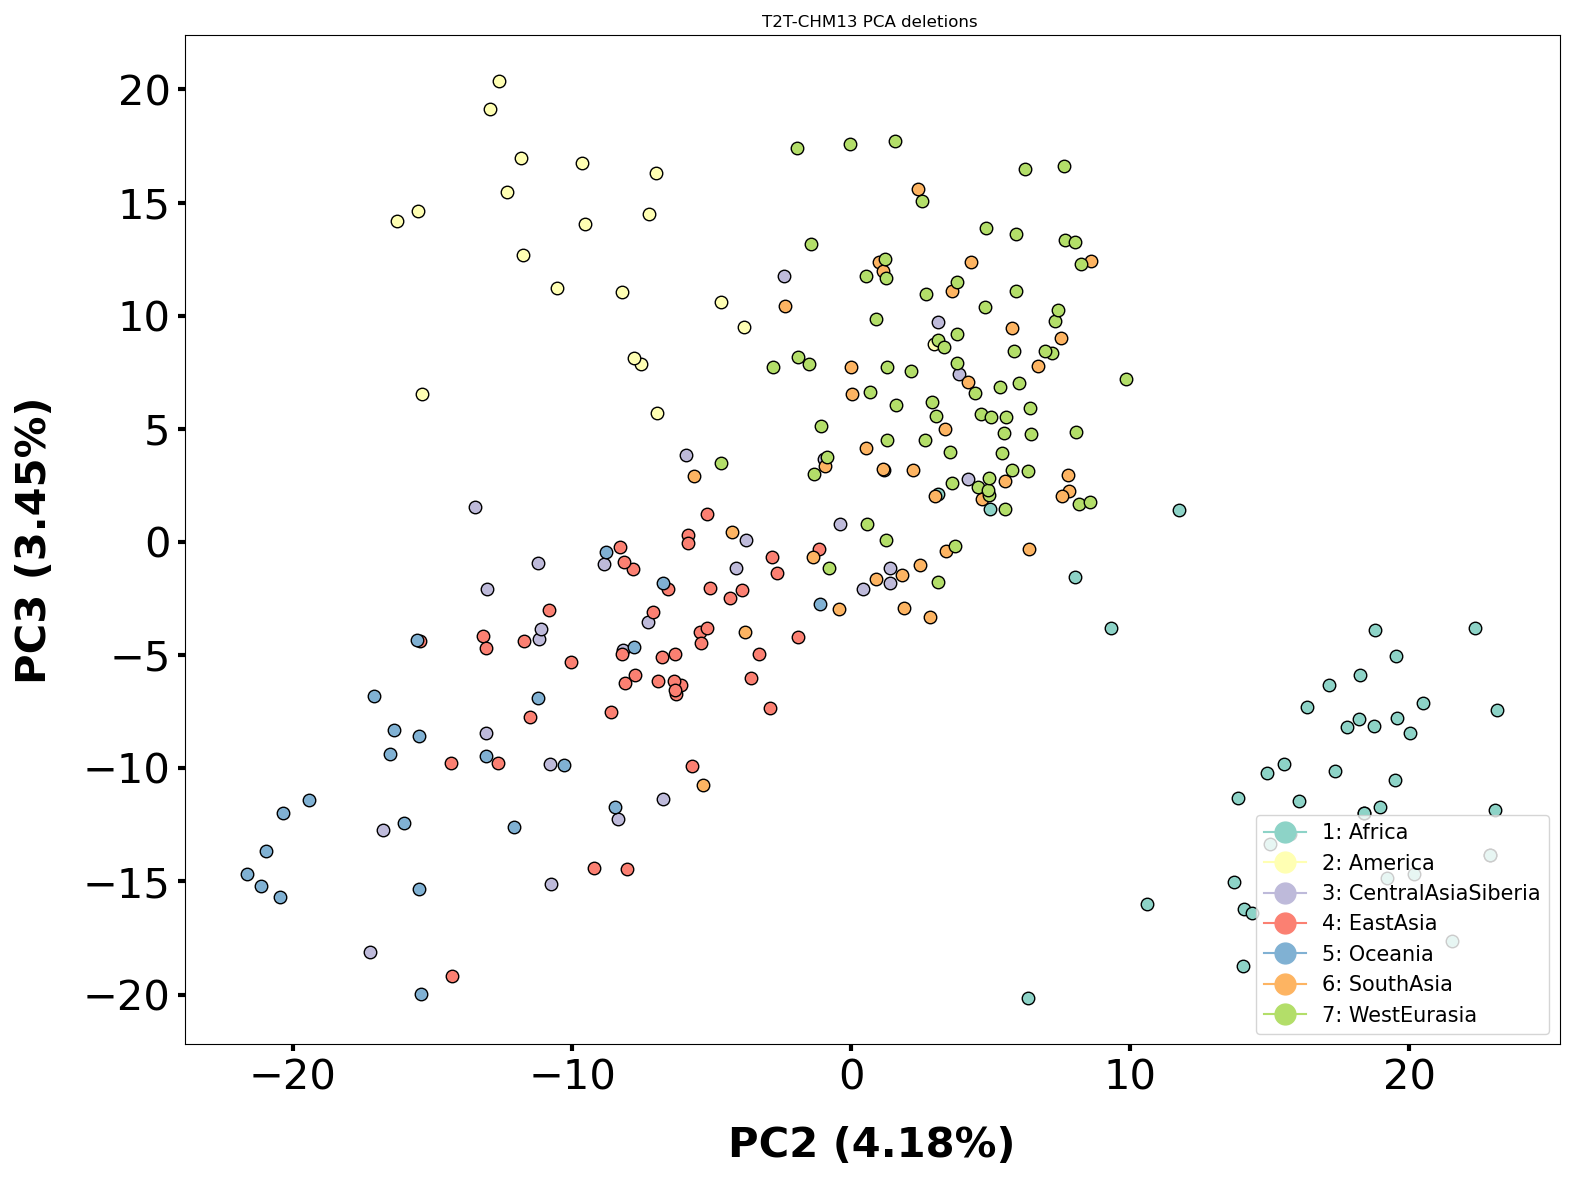 T2T-CHM13 PCA deletions
20
15
10
5
0
−5
−10
−15
−20
PC3 (3.45%)
1: Africa
2: America
3: CentralAsiaSiberia
4: EastAsia
5: Oceania
6: SouthAsia
7: WestEurasia
−20
−10
0
10
20
PC2 (4.18%)